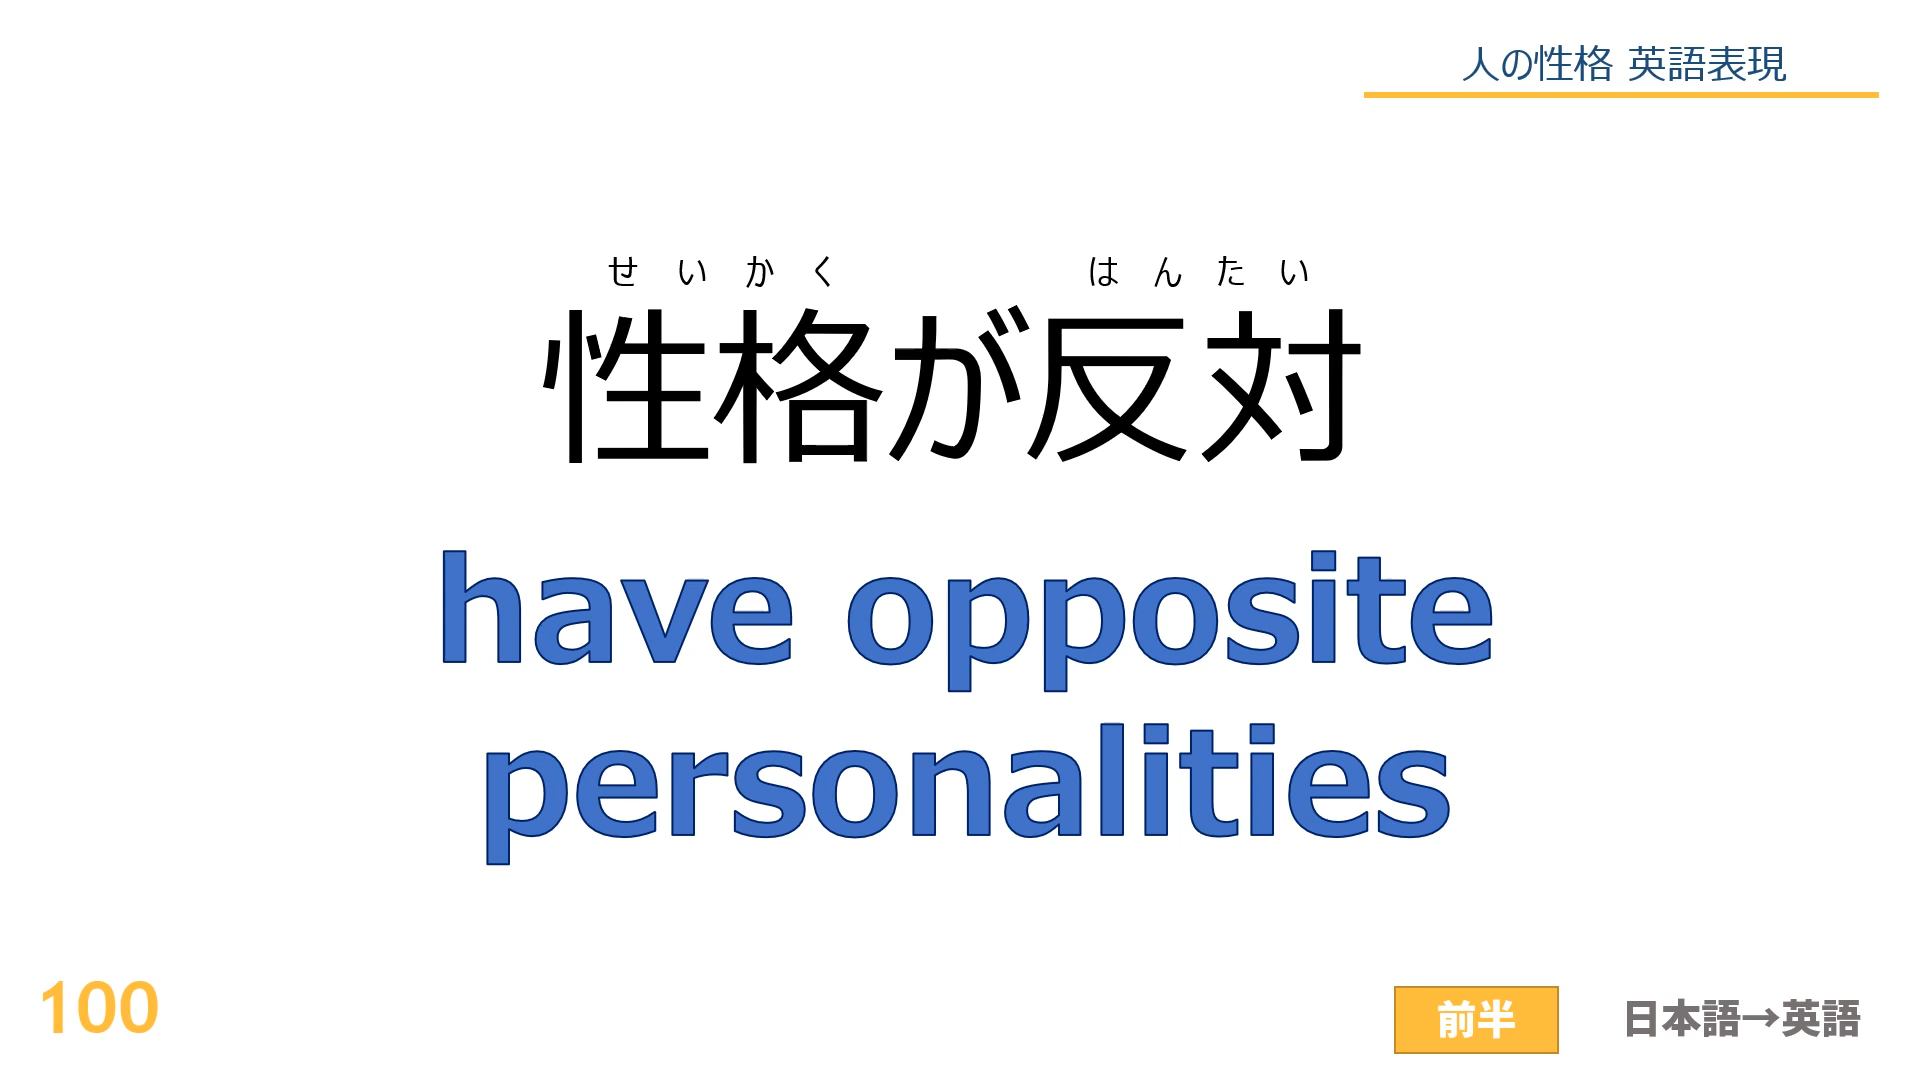 人の性格 英語表現
せいかく はんたい
性格が反対
have opposite
personalities
100
前半
日本語→英語